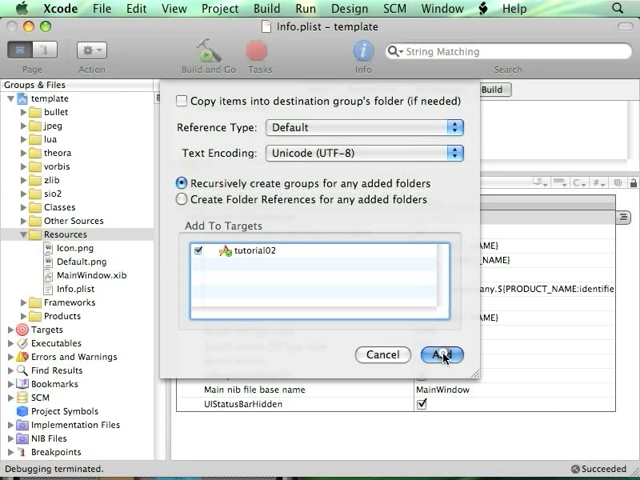 Xcode File Edit View Project Build Run Design SCM Window Help
Info.plist - template
String Matching
Page Action Build and Go Tasks Info Search
Groups & Files
Build
template
bullet
jpeg
lua
theora
vorbis
zlib
sio2
Classes
Other Sources
Resources
Icon.png
Default.png
MainWindow.xib
Info.plist
Frameworks
Products
Targets
Executables
Errors and Warnings
Find Results
Bookmarks
SCM
Project Symbols
Implementation Files
NIB Files
Breakpoints
Copy items into destination group's folder (if needed)
Reference Type: Default
Text Encoding: Unicode (UTF-8)
Recursively create groups for any added folders
Create Folder References for any added folders
Add To Targets
tutorial02
Cancel Add
any.${PRODUCT_NAME:identifie
Main nib file base name MainWindow
UIStatusBarHidden
Debugging terminated. Succeeded